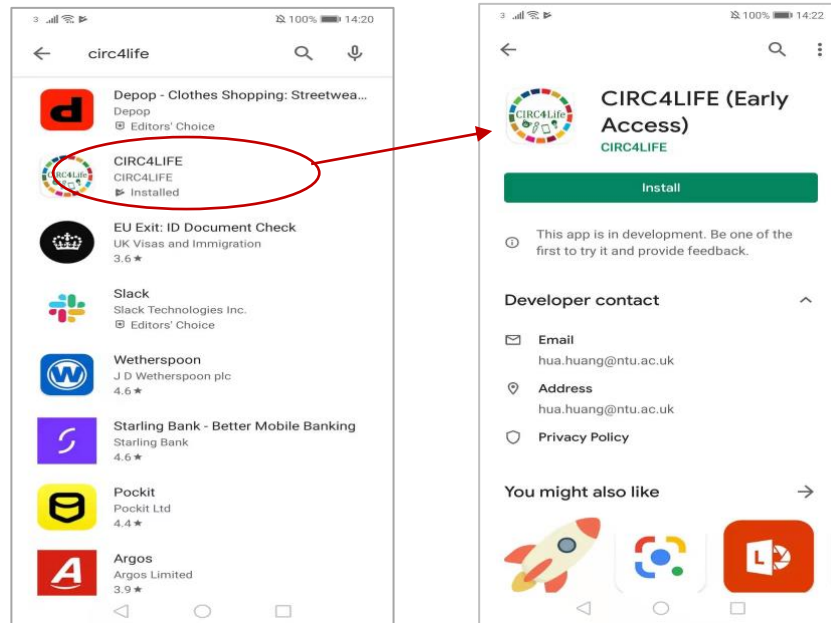 3 100% 14:20
circ4life
Depop - Clothes Shopping: Streetwea...
Depop
Editors' Choice
CIRC4LIFE
CIRC4LIFE
Installed
CIRC4Life
EU Exit: ID Document Check
UK Visas and Immigration
3.6★
Slack
Slack Technologies Inc.
Editors' Choice
Wetherspoon
J D Wetherspoon plc
4.6★
Starling Bank - Better Mobile Banking
Starling Bank
4.6★
Pockit
Pockit Ltd
4.4★
Argos
Argos Limited
3.9★
3 100% 14:22
CIRC4Life
CIRC4LIFE (Early
Access)
CIRC4LIFE
Install
This app is in development. Be one of the
first to try it and provide feedback.
Developer contact
Email
hua.huang@ntu.ac.uk
Address
hua.huang@ntu.ac.uk
Privacy Policy
You might also like
L